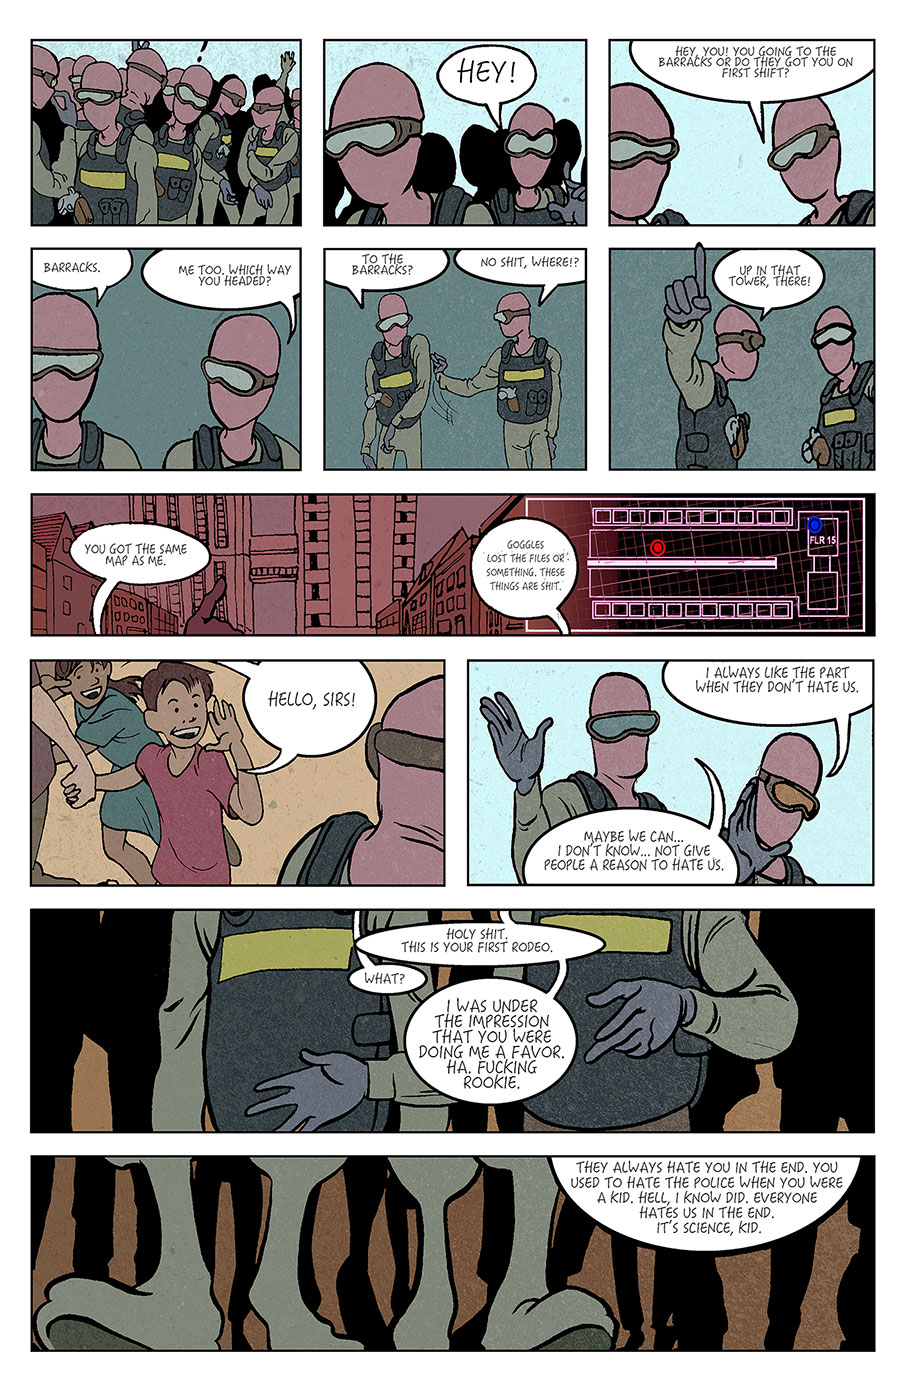 HEY!
HEY, YOU! YOU GOING TO THE
BARRACKS OR DO THEY GOT YOU ON
FIRST SHIFT?
BARRACKS.
ME TOO. WHICH WAY
YOU HEADED?
TO THE
BARRACKS?
NO SHIT, WHERE!?
UP IN THAT
TOWER, THERE!
YOU GOT THE SAME
MAP AS ME.
GOGGLES
LOST THE FILES OR
SOMETHING. THESE
THINGS ARE SHIT.
FLR 15
HELLO, SIRS!
I ALWAYS LIKE THE PART
WHEN THEY DON'T HATE US.
MAYBE WE CAN...
I DON'T KNOW... NOT GIVE
PEOPLE A REASON TO HATE US.
HOLY SHIT.
THIS IS YOUR FIRST RODEO.
WHAT?
I WAS UNDER
THE IMPRESSION
THAT YOU WERE
DOING ME A FAVOR.
HA. FUCKING
ROOKIE.
THEY ALWAYS HATE YOU IN THE END. YOU
USED TO HATE THE POLICE WHEN YOU WERE
A KID. HELL, I KNOW DID. EVERYONE
HATES US IN THE END.
IT'S SCIENCE, KID.